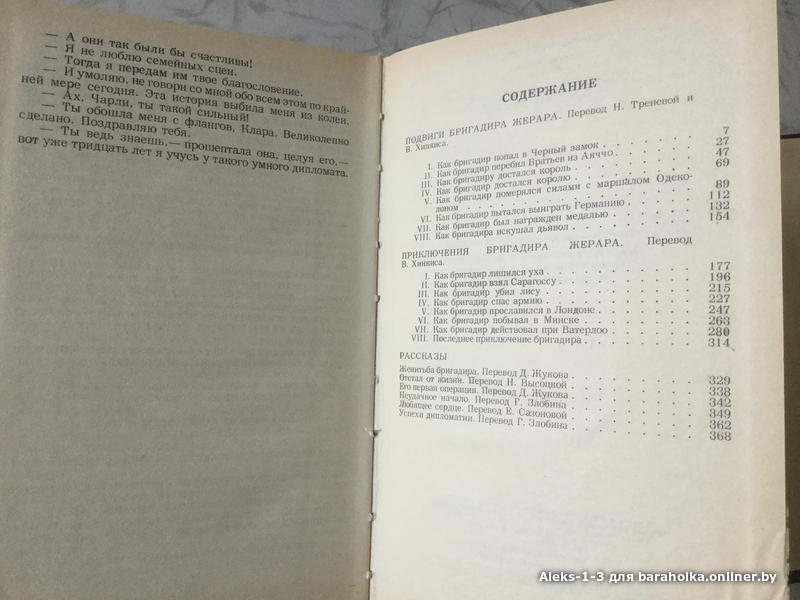 — А они так были бы счастливы!
— Я не люблю семейных сцен.
— Тогда я передам им твое благословение.
— И умоляю, не говори со мной обо всем этом по край-
ней мере сегодня. Эта история выбила меня из колеи.
— Ах, Чарли, ты такой сильный!
— Ты обошла меня с флангов, Клара. Великолепно
сделано. Поздравляю тебя.
— Ты ведь знаешь,— прошептала она, целуя его,—
вот уже тридцать лет я учусь у такого умного дипломата.
СОДЕРЖАНИЕ
ПОДВИГИ БРИГАДИРА ЖЕРАРА. Перевод Н. Треневой и
В. Хинкиса.
I. Как бригадир попал в Черный замок . . . . . 7
II. Как бригадир перебил Братьев из Аяччо . . . . 27
III. Как бригадиру достался король . . . . . . 47
IV. Как бригадир достался королю . . . . . . 69
V. Как бригадир померялся силами с маршалом Одеко-
лоном . . . . . . . . . . . . 89
VI. Как бригадир пытался выиграть Германию . . . . 112
VII. Как бригадир был награжден медалью . . . . . 132
VIII. Как бригадира искушал дьявол . . . . . . 154
ПРИКЛЮЧЕНИЯ БРИГАДИРА ЖЕРАРА. Перевод
В. Хинкиса.
I. Как бригадир лишился уха . . . . . . . 177
II. Как бригадир взял Сарагоссу . . . . . . . 196
III. Как бригадир убил лису . . . . . . . 215
IV. Как бригадир спас армию . . . . . . . 227
V. Как бригадир прославился в Лондоне . . . . . 247
VI. Как бригадир побывал в Минске . . . . . . 263
VII. Как бригадир действовал при Ватерлоо . . . . 280
VIII. Последнее приключение бригадира . . . . . 314
РАССКАЗЫ
Женитьба бригадира. Перевод Д. Жукова . . . . . 329
Отстал от жизни. Перевод Н. Высоцкой . . . . . 338
Его первая операция. Перевод Д. Жукова . . . . . 342
Неудачное начало. Перевод Г. Злобина . . . . . 349
Любящее сердце. Перевод Е. Сазоновой . . . . . 362
Успехи дипломатии. Перевод Г. Злобина . . . . . 368
Aleks-1-3 для baraholka.onliner.by